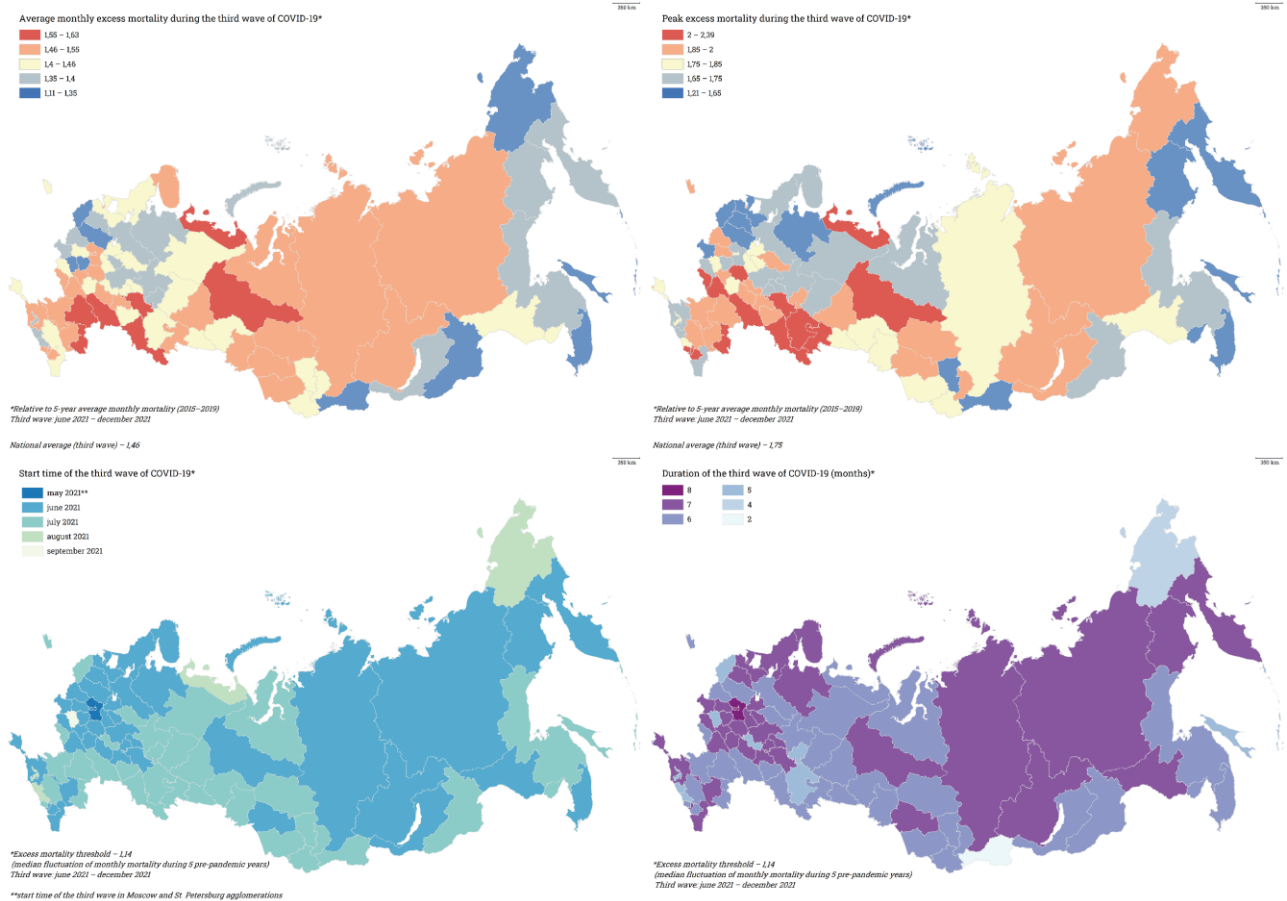 350 km
Average monthly excess mortality during the third wave of COVID-19*
1,55 – 1,63
1,46 – 1,55
1,4 – 1,46
1,35 – 1,4
1,11 – 1,35
*Relative to 5-year average monthly mortality (2015–2019)
Third wave: june 2021 – december 2021
National average (third wave) – 1,46
350 km
Peak excess mortality during the third wave of COVID-19*
2 – 2,39
1,85 – 2
1,75 – 1,85
1,65 – 1,75
1,21 – 1,65
*Relative to 5-year average monthly mortality (2015–2019)
Third wave: june 2021 – december 2021
National average (third wave) – 1,75
350 km
Start time of the third wave of COVID-19*
may 2021**
june 2021
july 2021
august 2021
september 2021
*Excess mortality threshold – 1,14
(median fluctuation of monthly mortality during 5 pre-pandemic years)
Third wave: june 2021 – december 2021
**start time of the third wave in Moscow and St. Petersburg agglomerations
350 km
Duration of the third wave of COVID-19 (months)*
8 5
7 4
6 2
*Excess mortality threshold – 1,14
(median fluctuation of monthly mortality during 5 pre-pandemic years)
Third wave: june 2021 – december 2021